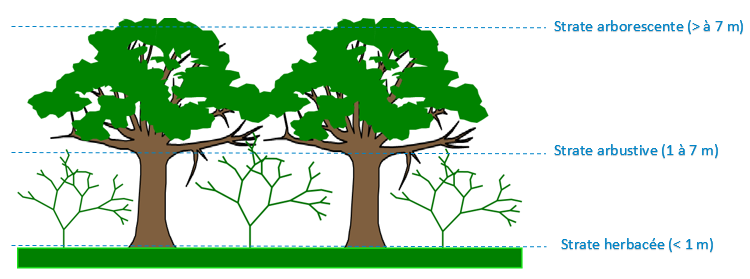 Strate arborescente (> à 7 m)
Strate arbustive (1 à 7 m)
Strate herbacée (< 1 m)